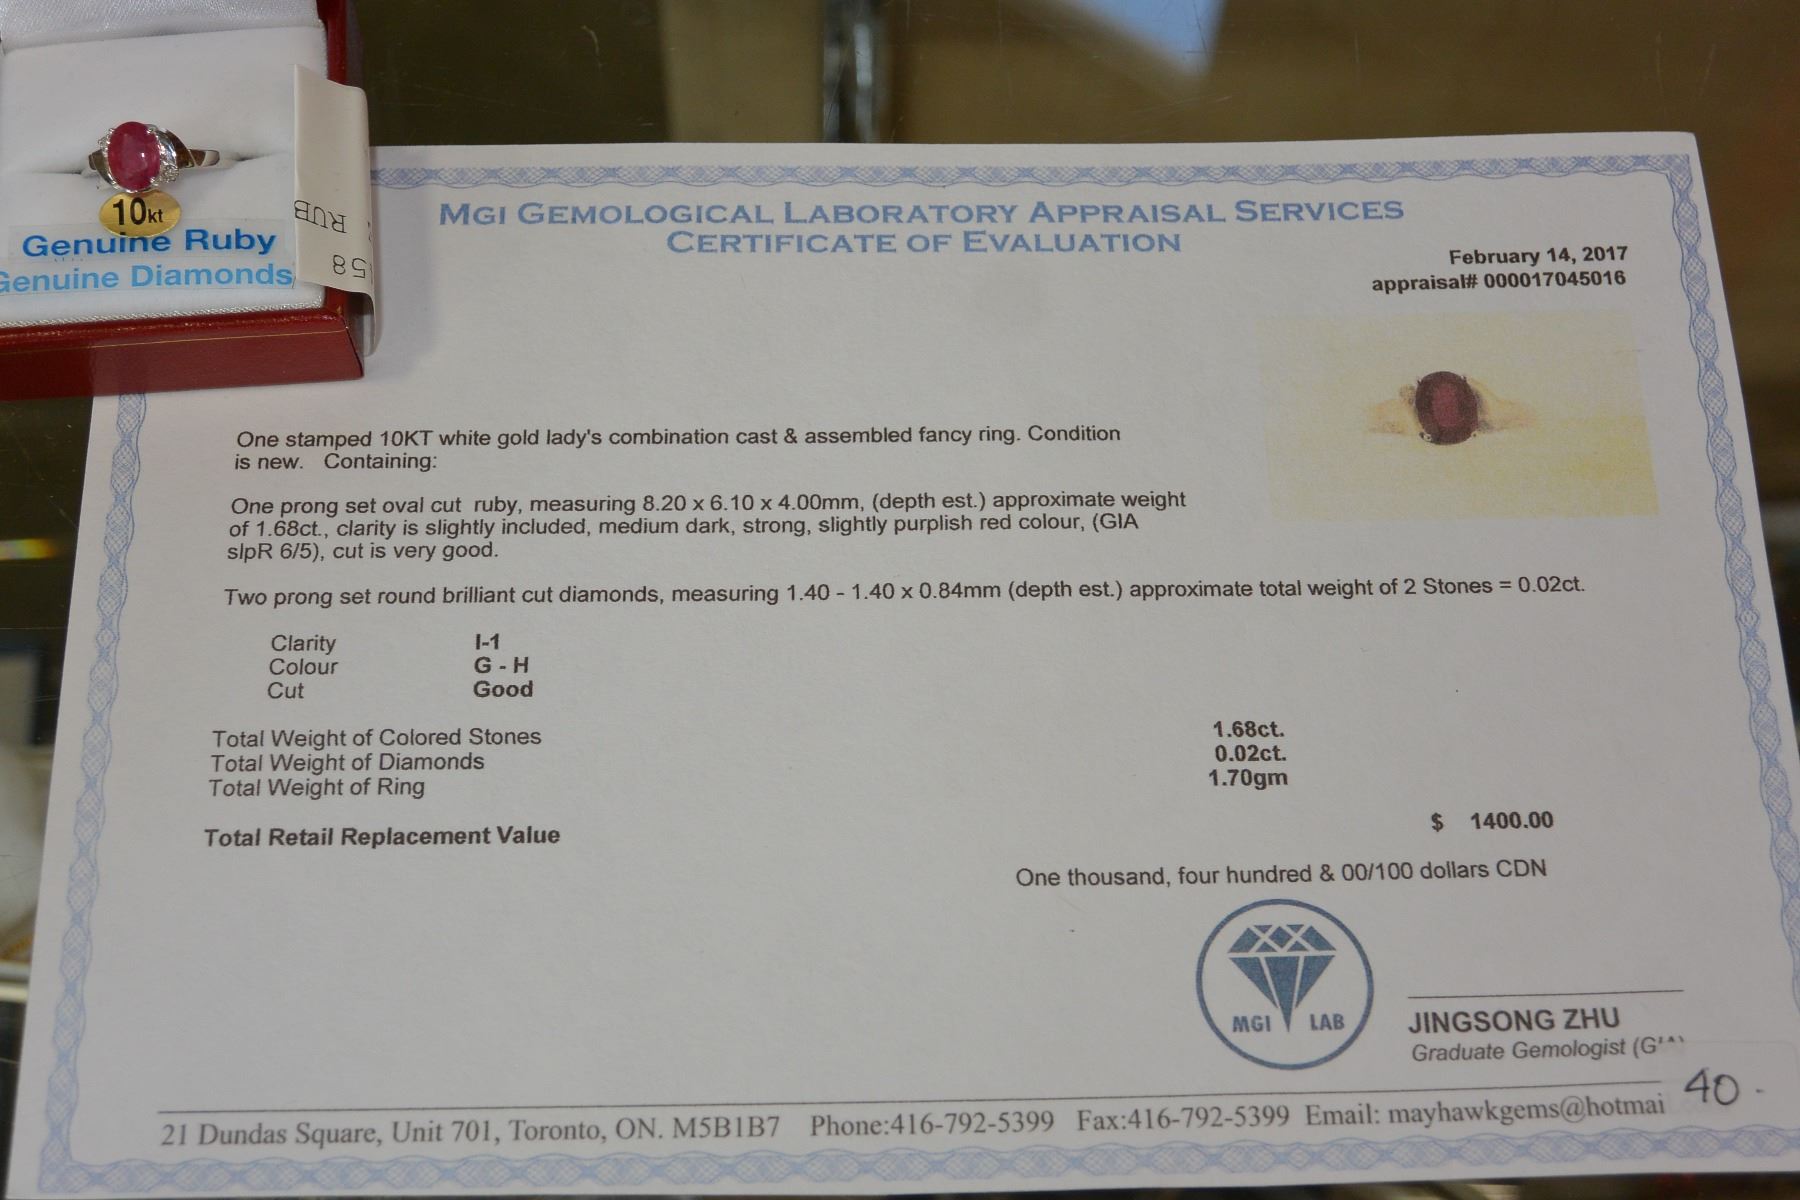 10kt
Genuine Ruby
Genuine Diamonds
RUB
58
MGI GEMOLOGICAL LABORATORY APPRAISAL SERVICES
CERTIFICATE OF EVALUATION
February 14, 2017
appraisal# 000017045016
One stamped 10KT white gold lady's combination cast & assembled fancy ring. Condition
is new. Containing:
One prong set oval cut ruby, measuring 8.20 x 6.10 x 4.00mm, (depth est.) approximate weight
of 1.68ct., clarity is slightly included, medium dark, strong, slightly purplish red colour, (GIA
slpR 6/5), cut is very good.
Two prong set round brilliant cut diamonds, measuring 1.40 - 1.40 x 0.84mm (depth est.) approximate total weight of 2 Stones = 0.02ct.
Clarity I-1
Colour G - H
Cut Good
Total Weight of Colored Stones 1.68ct.
Total Weight of Diamonds 0.02ct.
Total Weight of Ring 1.70gm
Total Retail Replacement Value $ 1400.00
One thousand, four hundred & 00/100 dollars CDN
MGI LAB
JINGSONG ZHU
Graduate Gemologist
40 -
21 Dundas Square, Unit 701, Toronto, ON. M5B1B7 Phone:416-792-5399 Fax:416-792-5399 Email: mayhawkgems@hotmai